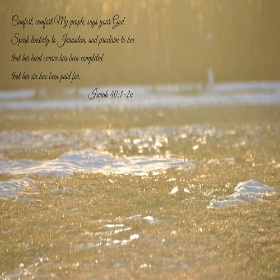 Comfort, comfort My people, says your God.
Speak tenderly to Jerusalem, and proclaim to her
that her hard service has been completed,
that her sin has been paid for.
Isaiah 40:1-2a